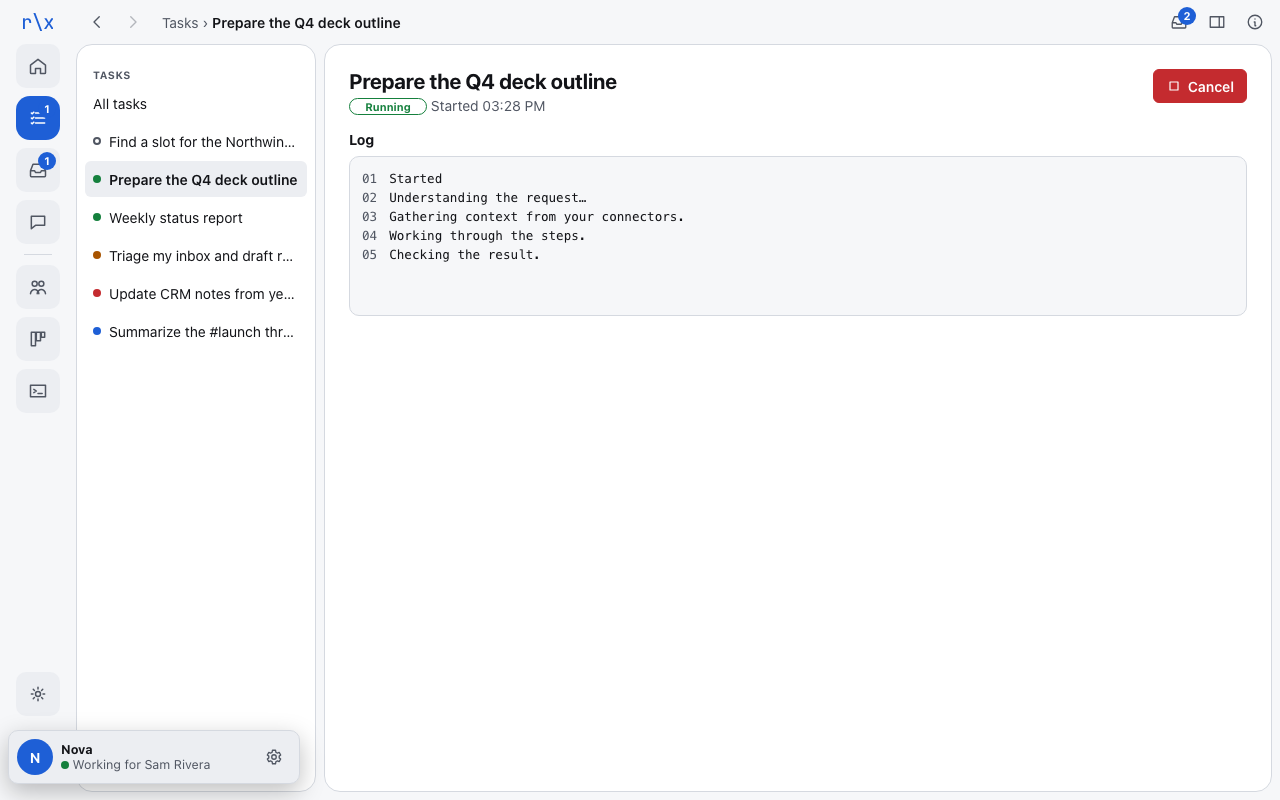 r\x
Tasks › Prepare the Q4 deck outline
2
1
1
TASKS
All tasks
Find a slot for the Northwin...
Prepare the Q4 deck outline
Weekly status report
Triage my inbox and draft r...
Update CRM notes from ye...
Summarize the #launch thr...
Prepare the Q4 deck outline
Running Started 03:28 PM
Cancel
Log
01 Started
02 Understanding the request…
03 Gathering context from your connectors.
04 Working through the steps.
05 Checking the result.
N
Nova
Working for Sam Rivera